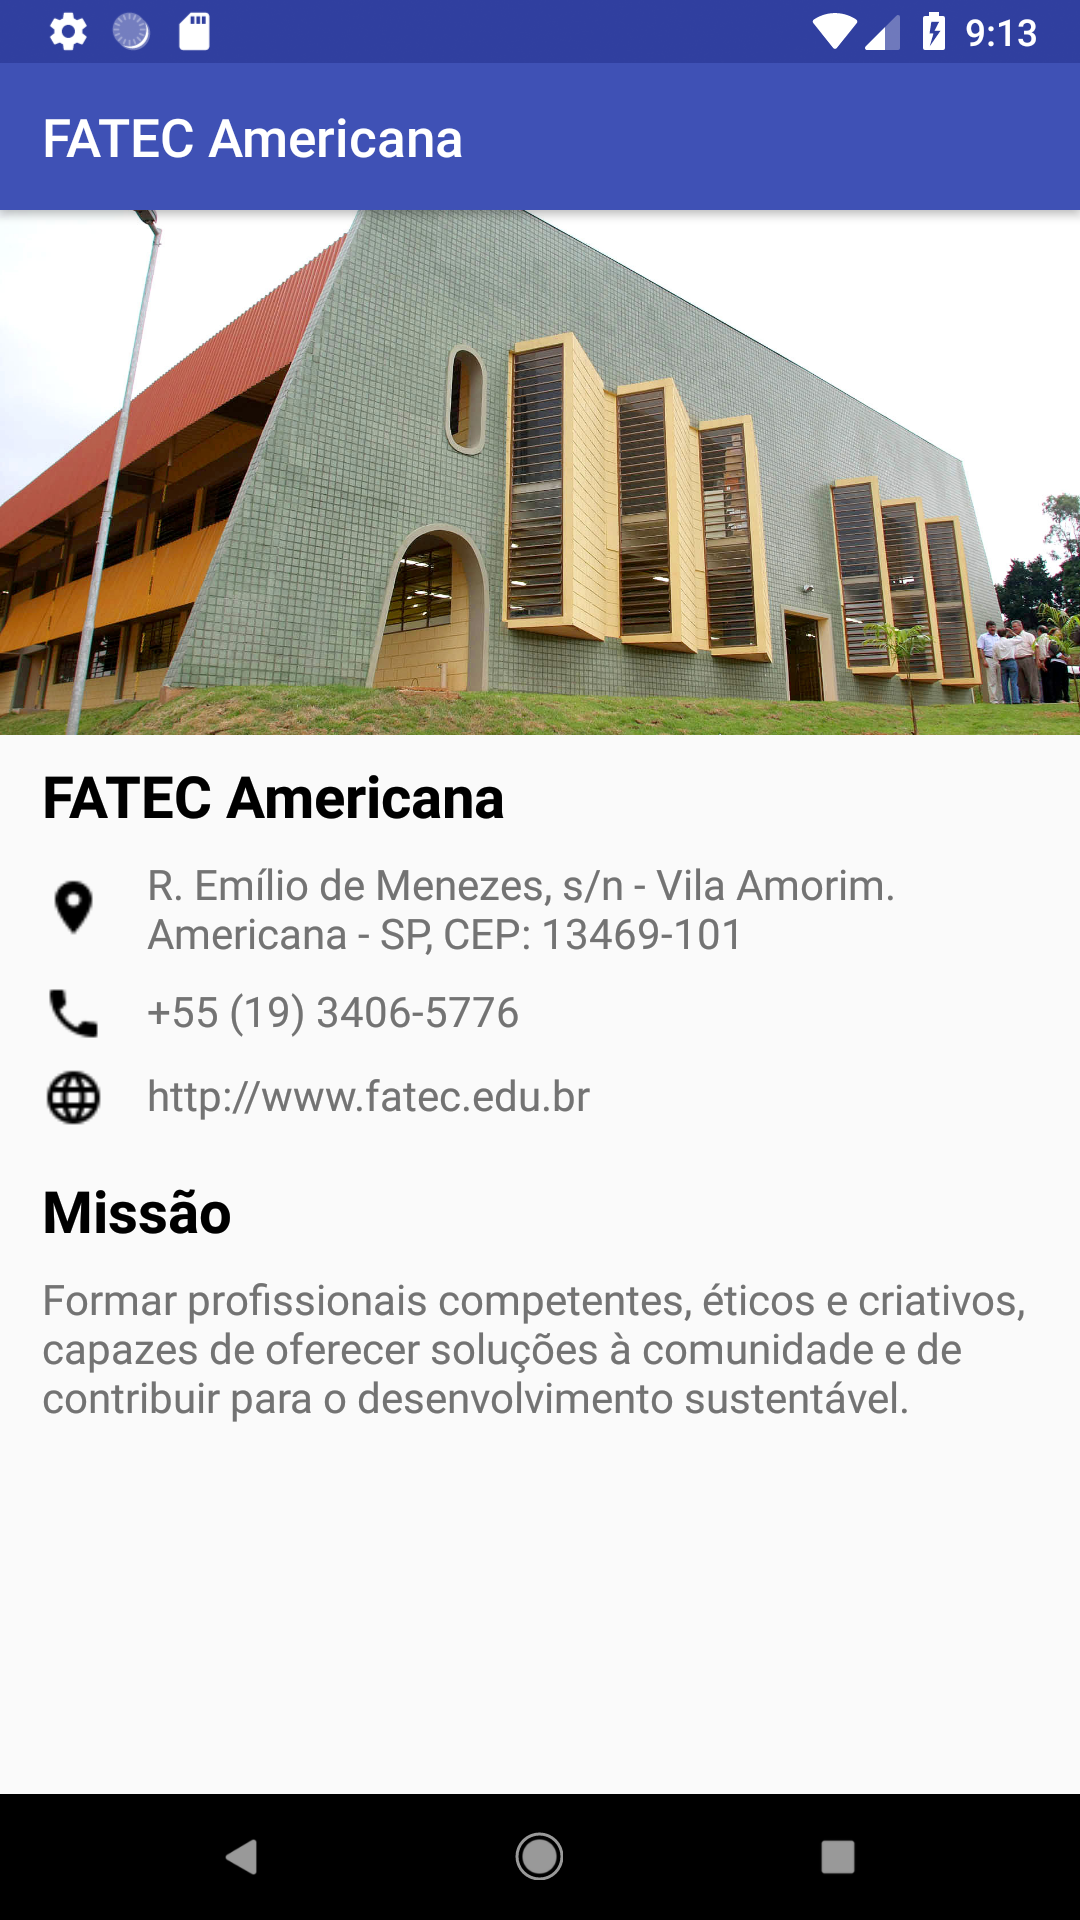 9:13
FATEC Americana
FATEC Americana
R. Emílio de Menezes, s/n - Vila Amorim.
Americana - SP, CEP: 13469-101
+55 (19) 3406-5776
http://www.fatec.edu.br
Missão
Formar profissionais competentes, éticos e criativos,
capazes de oferecer soluções à comunidade e de
contribuir para o desenvolvimento sustentável.